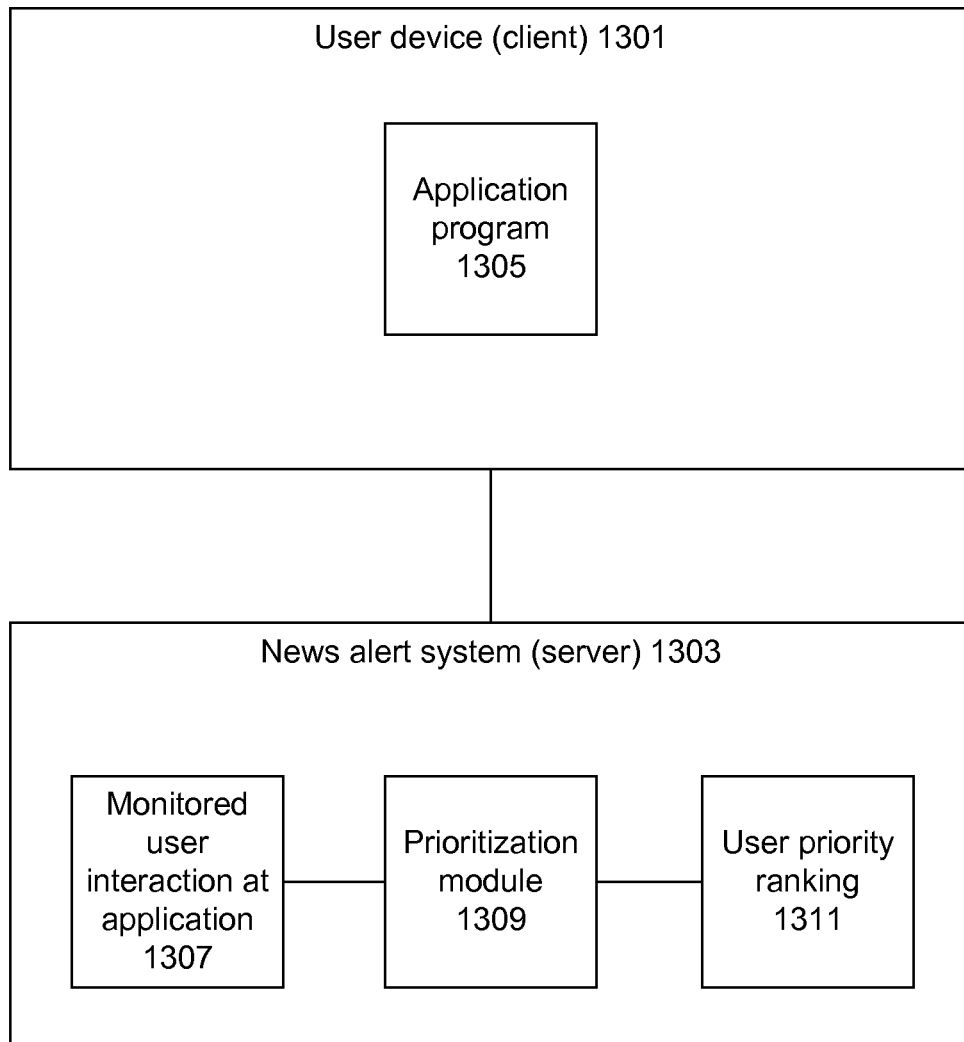 User device (client) 1301
Application
program
1305
News alert system (server) 1303
Monitored
user
interaction at
application
1307
Prioritization
module
1309
User priority
ranking
1311